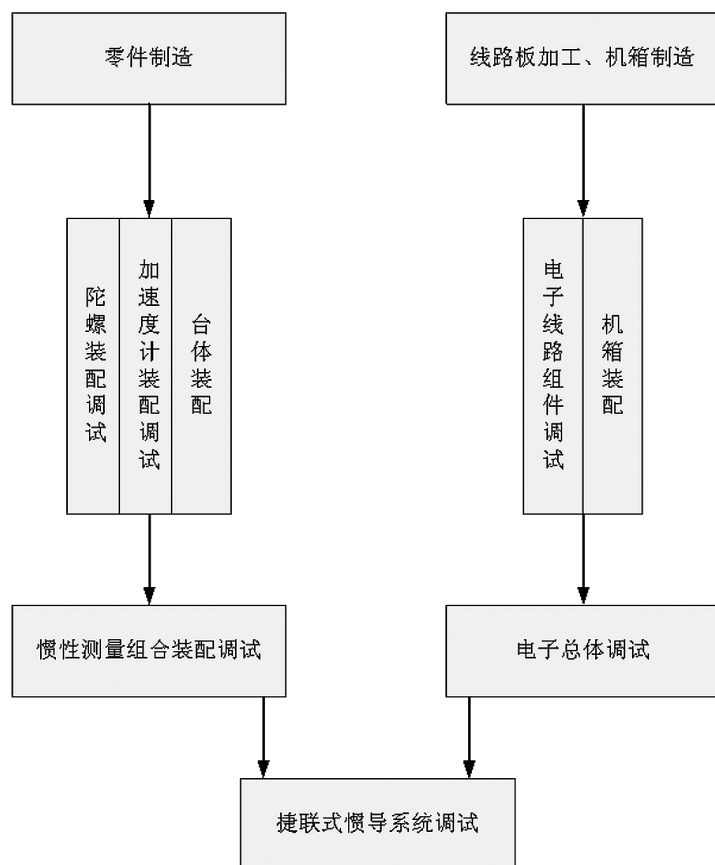 零件制造
线路板加工、机箱制造
陀螺装配调试
加速度计装配调试
台体装配
电子线路组件调试
机箱装配
惯性测量组合装配调试
电子总体调试
捷联式惯导系统调试